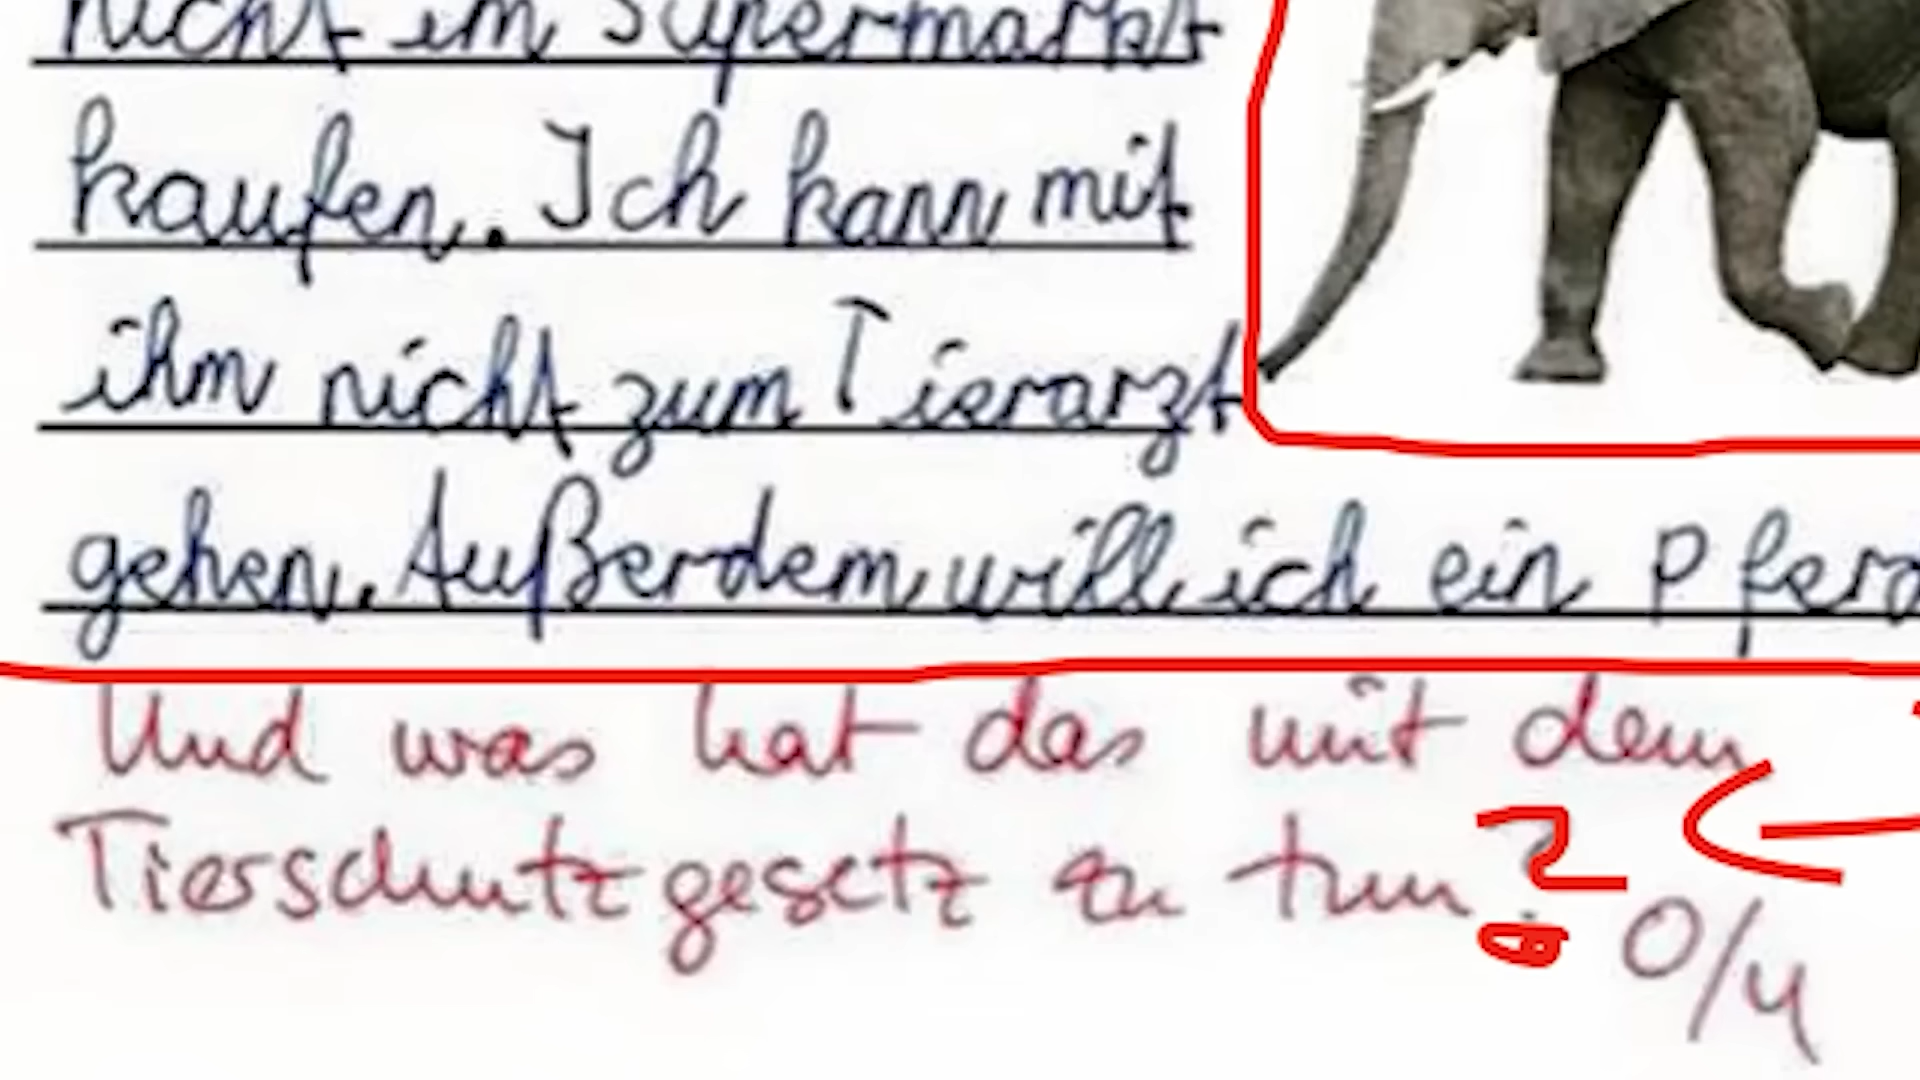 nicht im Supermarkt
kaufen. Ich kann mit
ihm nicht zum Tierarzt
gehen. Außerdem will ich ein Pferd
Und was hat das mit dem
Tierschutzgesetz zu tun? 0/4